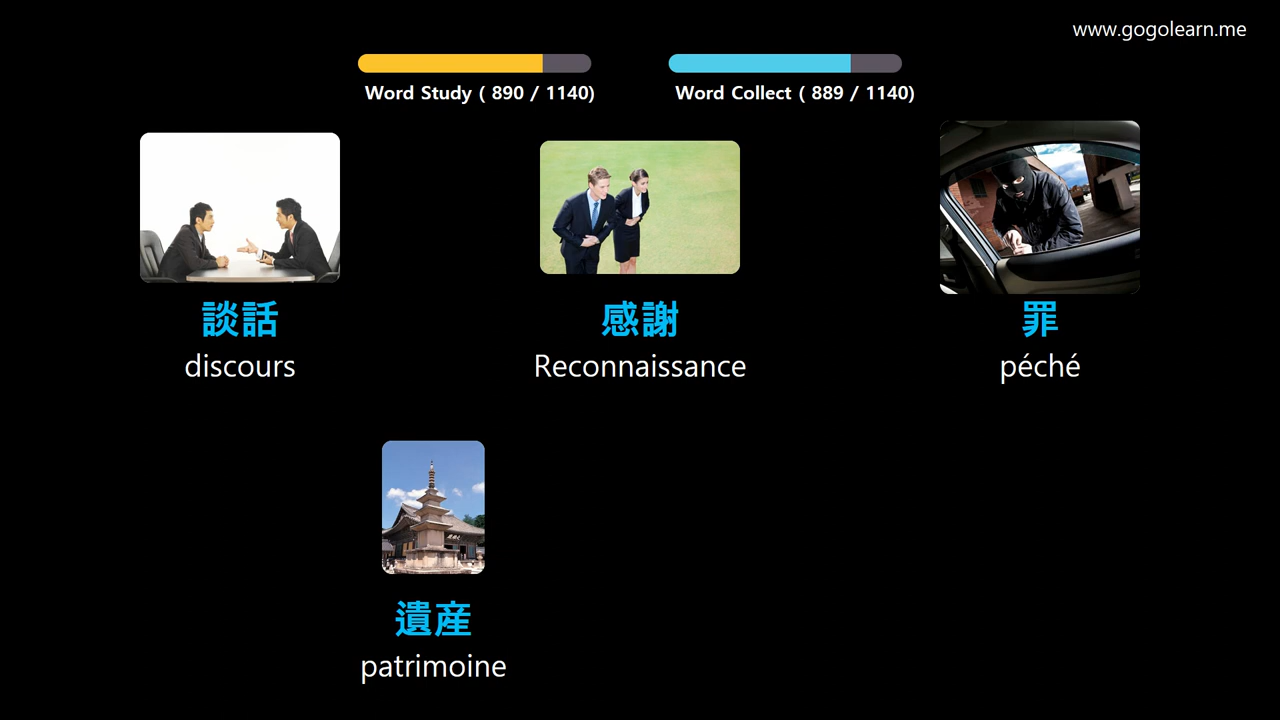 www.gogolearn.me
Word Study ( 890 / 1140)
Word Collect ( 889 / 1140)
談話
discours
感謝
Reconnaissance
罪
péché
遺産
patrimoine